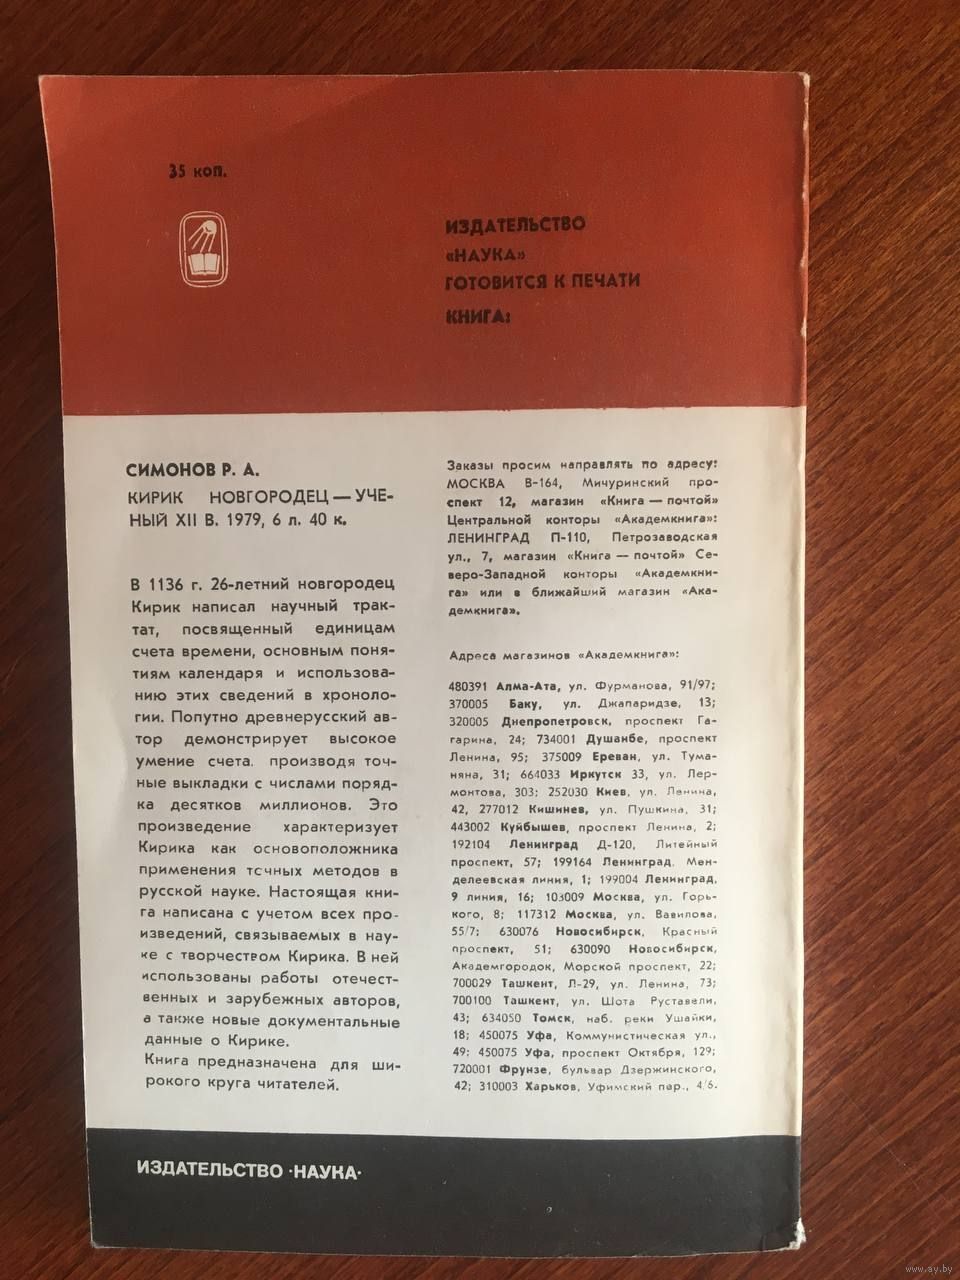 35 коп.
ИЗДАТЕЛЬСТВО
«НАУКА»
ГОТОВИТСЯ К ПЕЧАТИ
КНИГА:
СИМОНОВ Р. А.
КИРИК НОВГОРОДЕЦ — УЧЕ-
НЫЙ XII В. 1979, 6 л. 40 к.
В 1136 г. 26-летний новгородец
Кирик написал научный трак-
тат, посвященный единицам
счета времени, основным поня-
тиям календаря и использова-
нию этих сведений в хроноло-
гии. Попутно древнерусский ав-
тор демонстрирует высокое
умение счета, производя точ-
ные выкладки с числами поряд-
ка десятков миллионов. Это
произведение характеризует
Кирика как основоположника
применения точных методов в
русской науке. Настоящая кни-
га написана с учетом всех про-
изведений, связываемых в нау-
ке с творчеством Кирика. В ней
использованы работы отечест-
венных и зарубежных авторов,
а также новые документальные
данные о Кирике.
Книга предназначена для ши-
рокого круга читателей.
Заказы просим направлять по адресу:
МОСКВА В-164, Мичуринский про-
спект 12, магазин «Книга — почтой»
Центральной конторы «Академкнига»:
ЛЕНИНГРАД П-110, Петрозаводская
ул., 7, магазин «Книга — почтой» Се-
веро-Западной конторы «Академкни-
га» или в ближайший магазин «Ака-
демкнига».
Адреса магазинов «Академкнига»:
480391 Алма-Ата, ул. Фурманова, 91/97;
370005 Баку, ул. Джапаридзе, 13;
320005 Днепропетровск, проспект Га-
гарина, 24; 734001 Душанбе, проспект
Ленина, 95; 375009 Ереван, ул. Тума-
няна, 31; 664033 Иркутск 33, ул. Лер-
монтова, 303; 252030 Киев, ул. Ленина,
42, 277012 Кишинев, ул. Пушкина, 31;
443002 Куйбышев, проспект Ленина, 2;
192104 Ленинград Д-120, Литейный
проспект, 57; 199164 Ленинград, Мен-
делеевская линия, 1; 199004 Ленинград,
9 линия, 16; 103009 Москва, ул. Горь-
кого, 8; 117312 Москва, ул. Вавилова,
55/7; 630076 Новосибирск, Красный
проспект, 51; 630090 Новосибирск,
Академгородок, Морской проспект, 22;
700029 Ташкент, Л-29, ул. Ленина, 73;
700100 Ташкент, ул. Шота Руставели,
43; 634050 Томск, наб. реки Ушайки,
18; 450075 Уфа, Коммунистическая ул.,
49; 450075 Уфа, проспект Октября, 129;
720001 Фрунзе, бульвар Дзержинского,
42; 310003 Харьков, Уфимский пер., 4/6.
ИЗДАТЕЛЬСТВО ·НАУКА·
www.ay.by